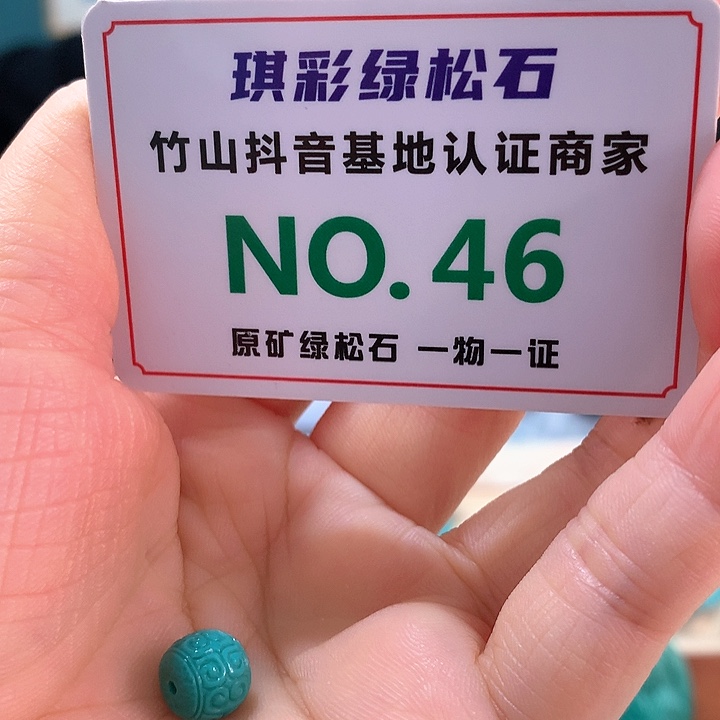 琪彩绿松石
竹山抖音基地认证商家
NO.46
原矿绿松石 一物一证